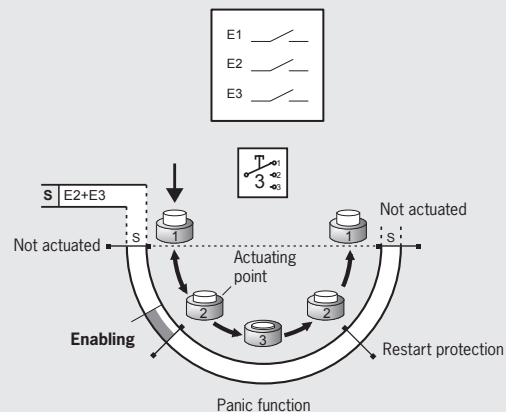 E1
E2
E3
3
1
2
3
S E2+E3
Not actuated
S
1
1
S
Not actuated
Actuating
point
2
3
2
Enabling
Restart protection
Panic function